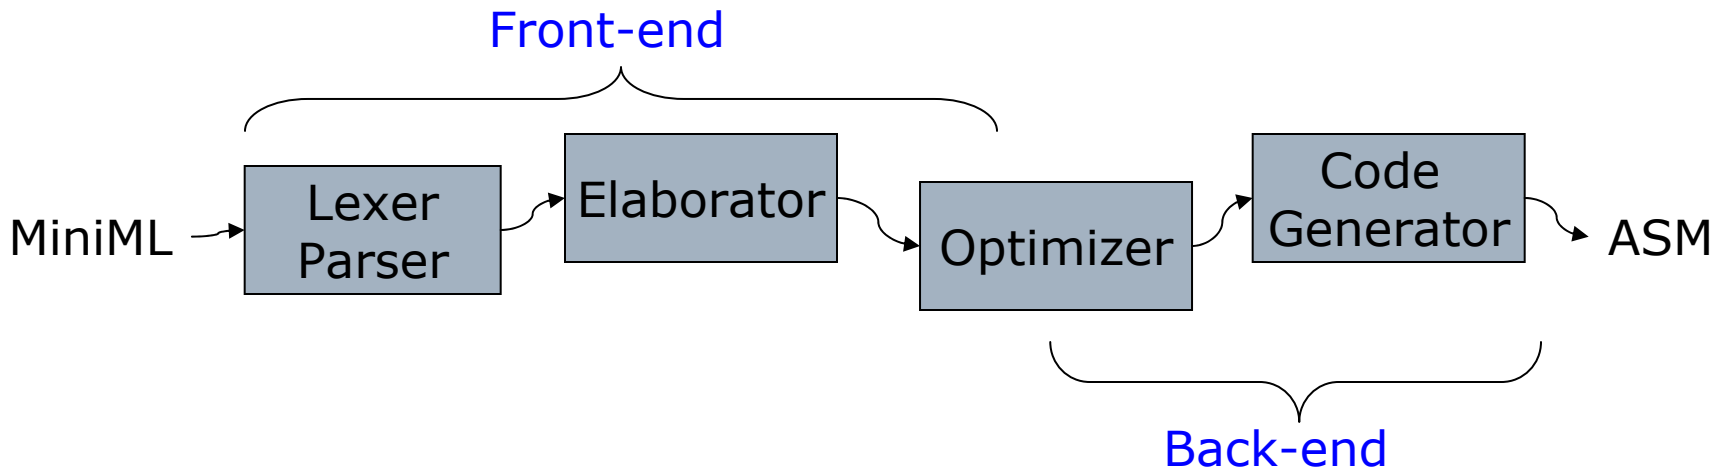 Front-end
MiniML
Lexer
Parser
Elaborator
Optimizer
Code
Generator
ASM
Back-end